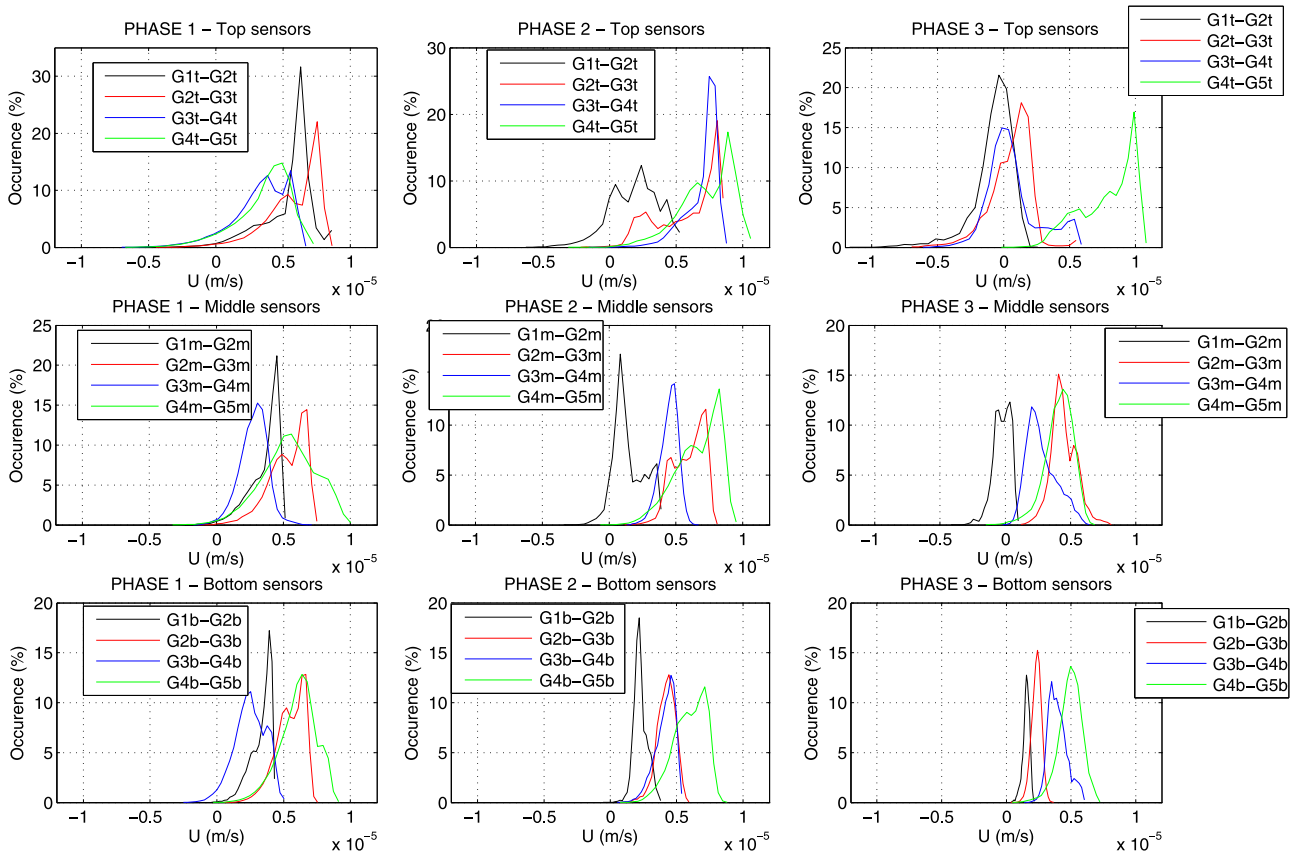 PHASE 1 − Top sensors
Occurence (%)
30
20
10
0
G1t−G2t
G2t−G3t
G3t−G4t
G4t−G5t
−1 −0.5 0 0.5 1
U (m/s)
x 10⁻⁵
PHASE 2 − Top sensors
Occurence (%)
30
20
10
0
G1t−G2t
G2t−G3t
G3t−G4t
G4t−G5t
−1 −0.5 0 0.5 1
U (m/s)
x 10⁻⁵
PHASE 3 − Top sensors
Occurence (%)
25
20
15
10
5
0
G1t−G2t
G2t−G3t
G3t−G4t
G4t−G5t
−1 −0.5 0 0.5 1
U (m/s)
x 10⁻⁵
PHASE 1 − Middle sensors
Occurence (%)
25
20
15
10
5
0
G1m−G2m
G2m−G3m
G3m−G4m
G4m−G5m
−1 −0.5 0 0.5 1
U (m/s)
x 10⁻⁵
PHASE 2 − Middle sensors
Occurence (%)
10
5
0
G1m−G2m
G2m−G3m
G3m−G4m
G4m−G5m
−1 −0.5 0 0.5 1
U (m/s)
x 10⁻⁵
PHASE 3 − Middle sensors
Occurence (%)
20
15
10
5
0
G1m−G2m
G2m−G3m
G3m−G4m
G4m−G5m
−1 −0.5 0 0.5 1
U (m/s)
x 10⁻⁵
PHASE 1 − Bottom sensors
Occurence (%)
20
15
10
5
0
G1b−G2b
G2b−G3b
G3b−G4b
G4b−G5b
−1 −0.5 0 0.5 1
U (m/s)
x 10⁻⁵
PHASE 2 − Bottom sensors
Occurence (%)
20
15
10
5
0
G1b−G2b
G2b−G3b
G3b−G4b
G4b−G5b
−1 −0.5 0 0.5 1
U (m/s)
x 10⁻⁵
PHASE 3 − Bottom sensors
Occurence (%)
20
15
10
5
0
G1b−G2b
G2b−G3b
G3b−G4b
G4b−G5b
−1 −0.5 0 0.5 1
U (m/s)
x 10⁻⁵